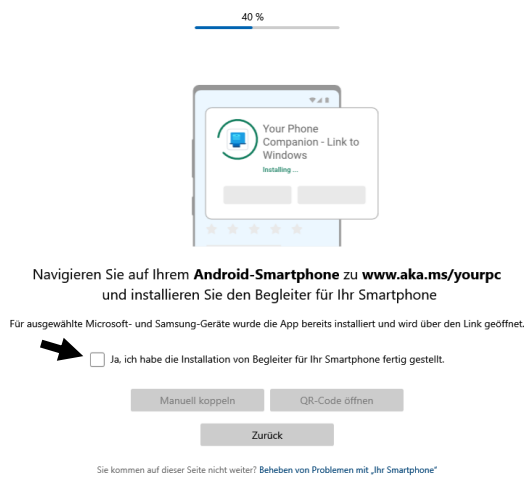 40 %
Your Phone
Companion - Link to
Windows
Installing ...
Navigieren Sie auf Ihrem Android-Smartphone zu www.aka.ms/yourpc
und installieren Sie den Begleiter für Ihr Smartphone
Für ausgewählte Microsoft- und Samsung-Geräte wurde die App bereits installiert und wird über den Link geöffnet.
Ja, ich habe die Installation von Begleiter für Ihr Smartphone fertig gestellt.
Manuell koppeln
QR-Code öffnen
Zurück
Sie kommen auf dieser Seite nicht weiter? Beheben von Problemen mit „Ihr Smartphone“